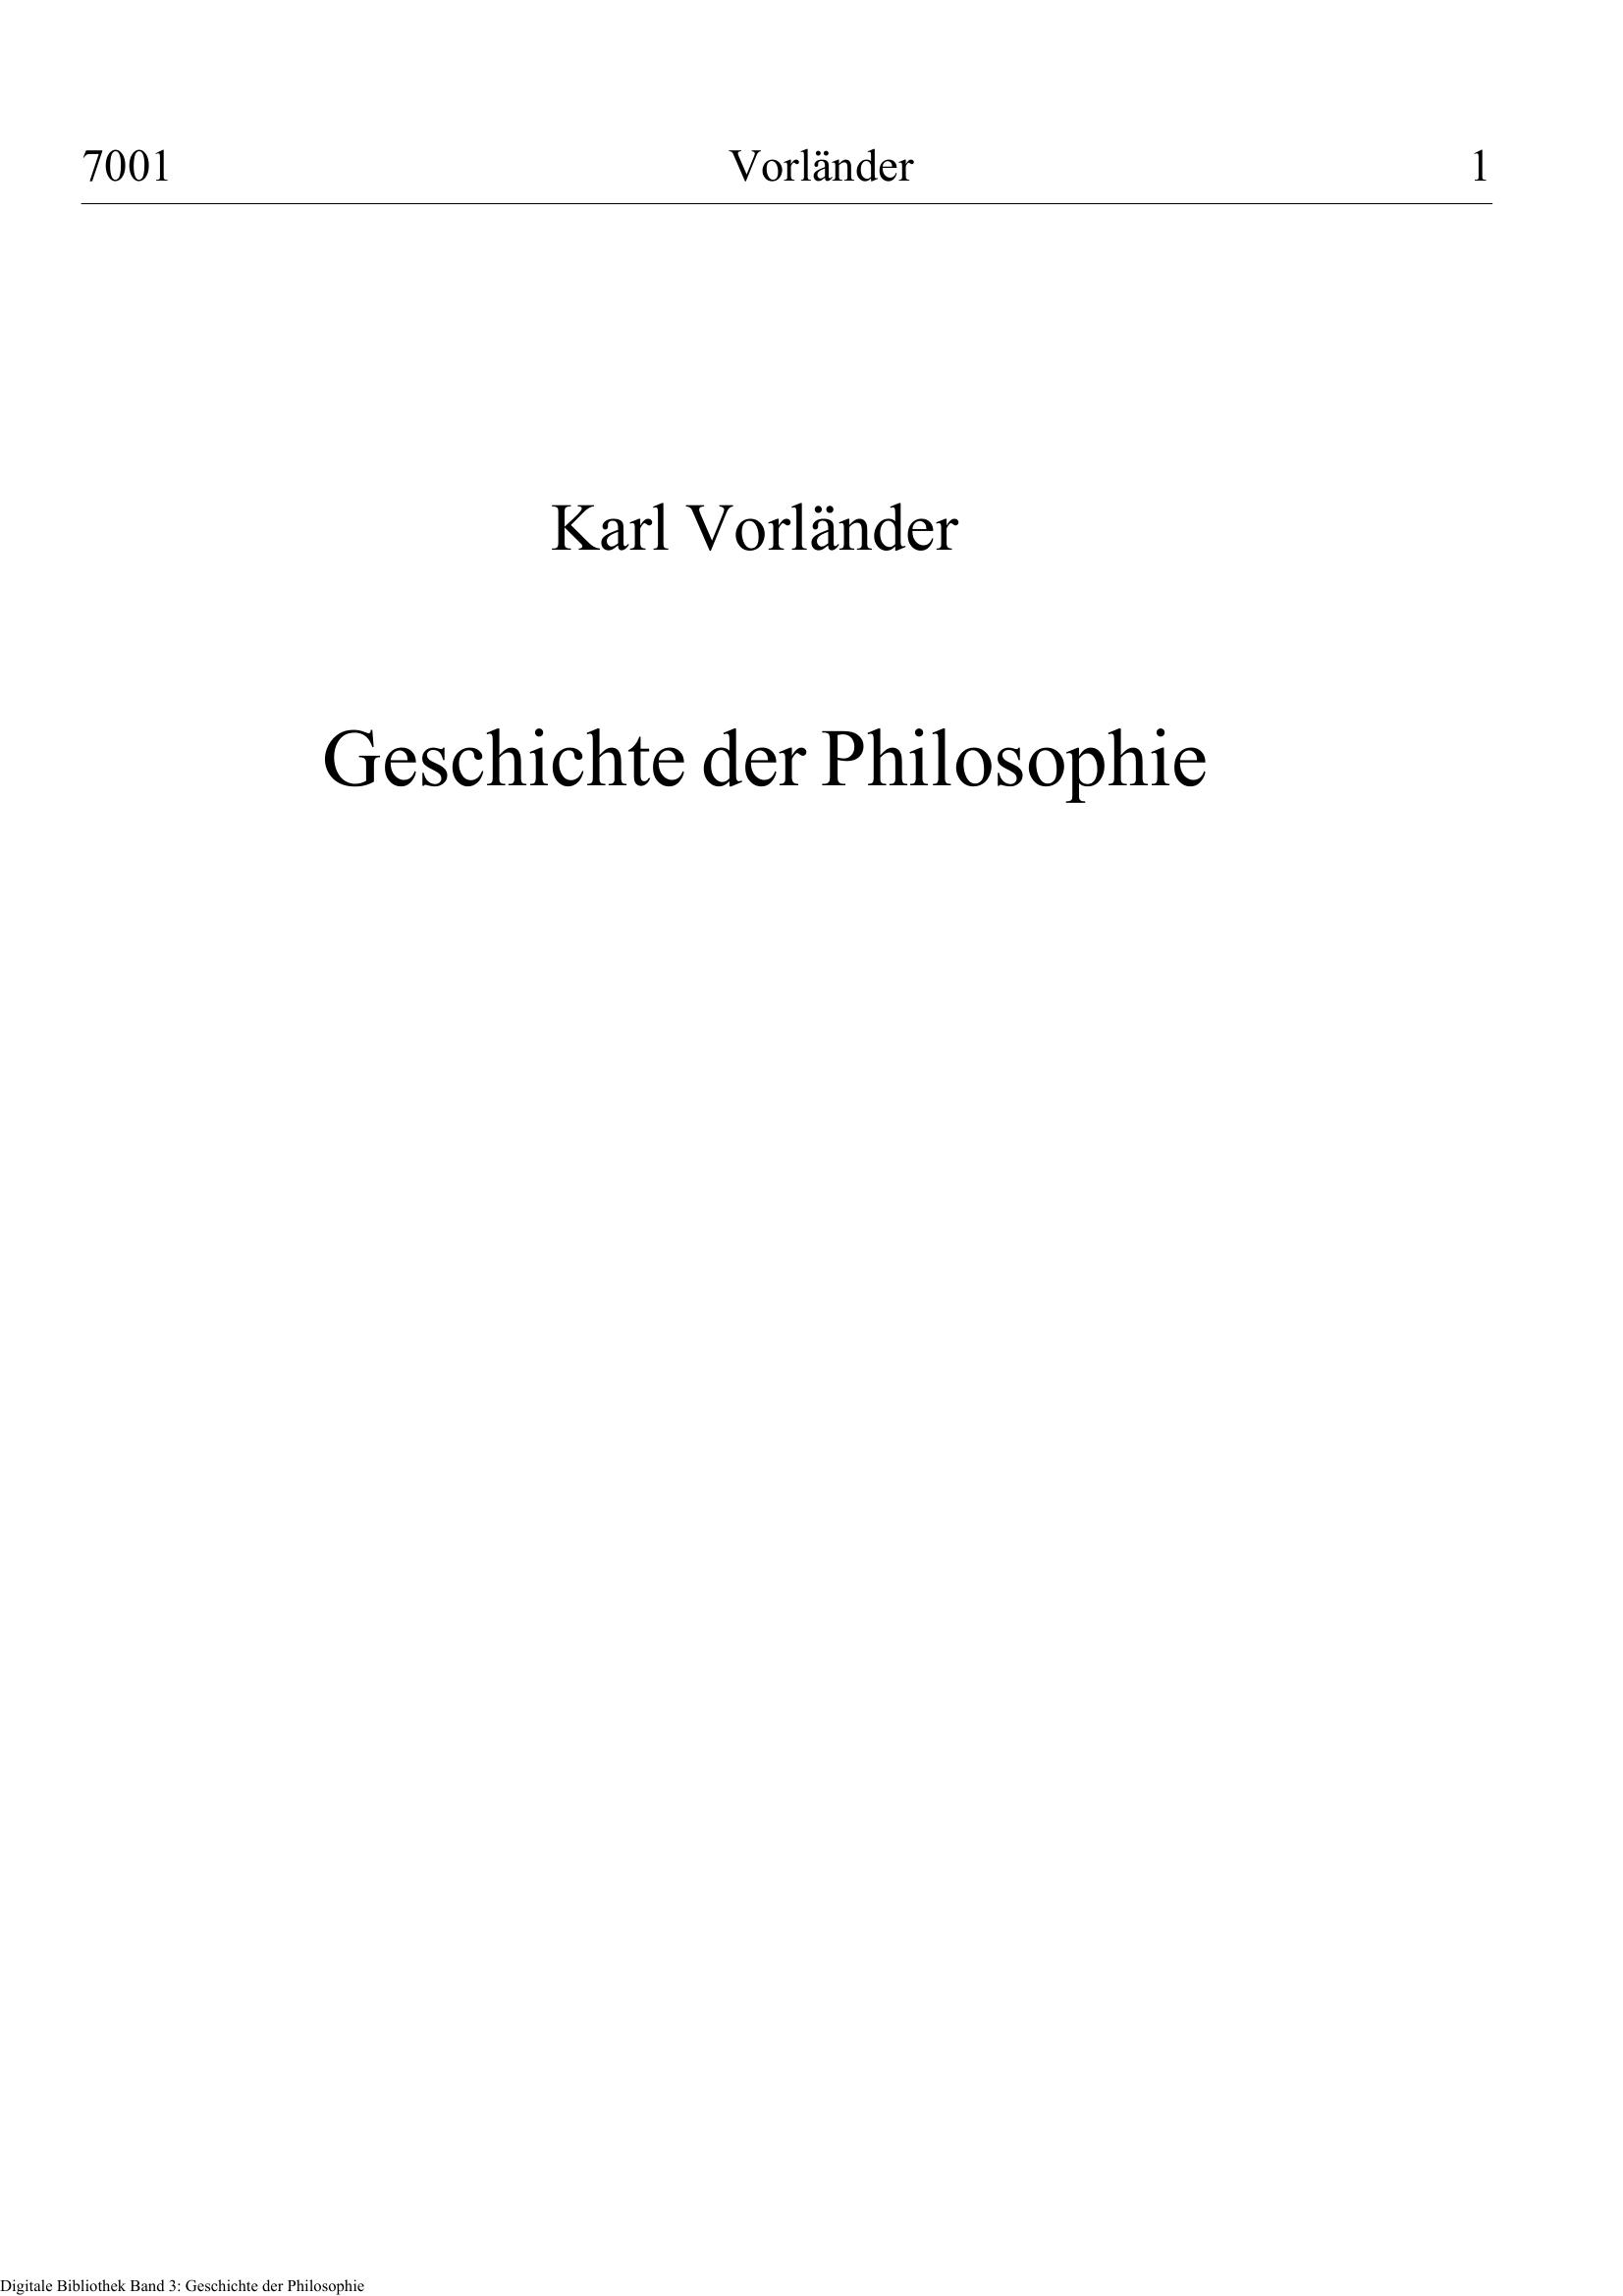 7001 Vorländer 1
Karl Vorländer
Geschichte der Philosophie
Digitale Bibliothek Band 3: Geschichte der Philosophie